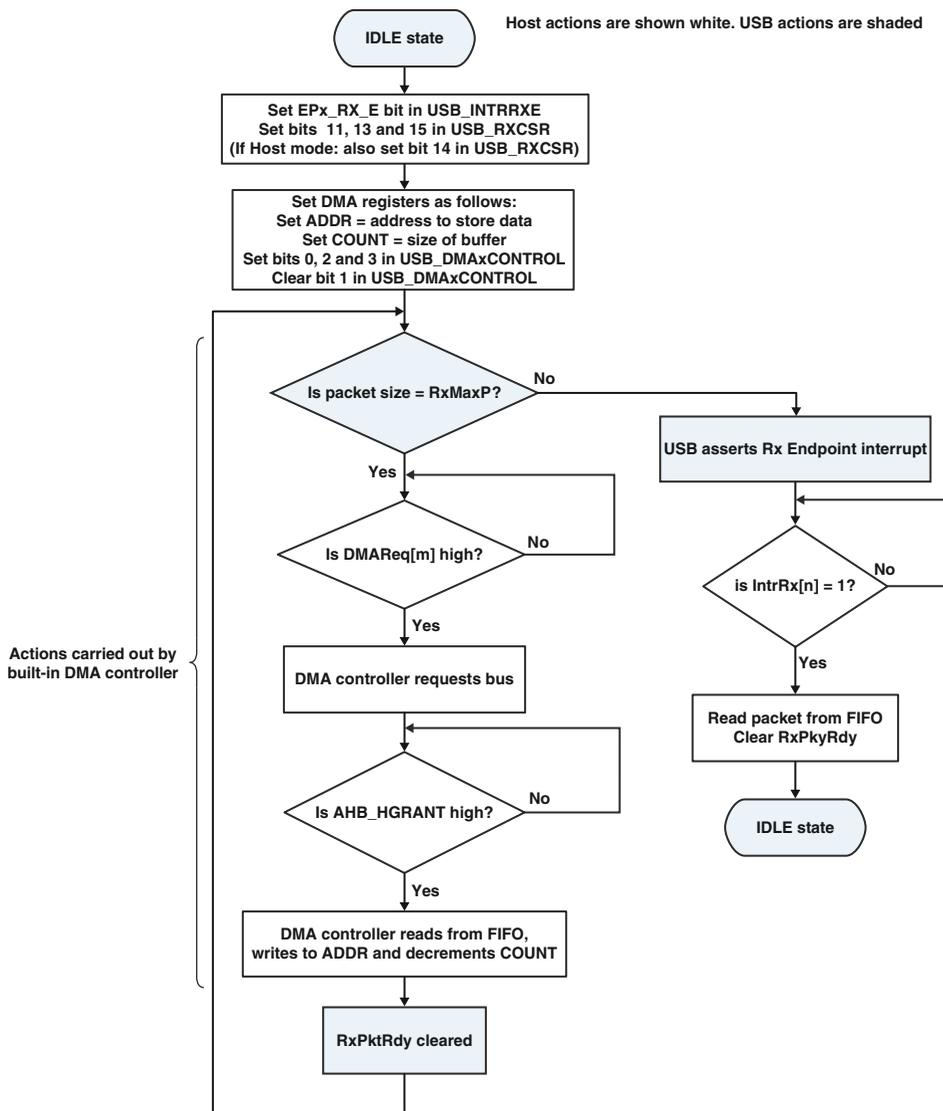 IDLE state
Host actions are shown white. USB actions are shaded
Set EPx_RX_E bit in USB_INTRRXE
Set bits 11, 13 and 15 in USB_RXCSR
(If Host mode: also set bit 14 in USB_RXCSR)
Set DMA registers as follows:
Set ADDR = address to store data
Set COUNT = size of buffer
Set bits 0, 2 and 3 in USB_DMAxCONTROL
Clear bit 1 in USB_DMAxCONTROL
Is packet size = RxMaxP?
No
Yes
USB asserts Rx Endpoint interrupt
Is DMAReq[m] high?
No
Yes
is IntrRx[n] = 1?
No
Yes
Actions carried out by
built-in DMA controller
DMA controller requests bus
Read packet from FIFO
Clear RxPkyRdy
Is AHB_HGRANT high?
No
Yes
IDLE state
DMA controller reads from FIFO,
writes to ADDR and decrements COUNT
RxPktRdy cleared